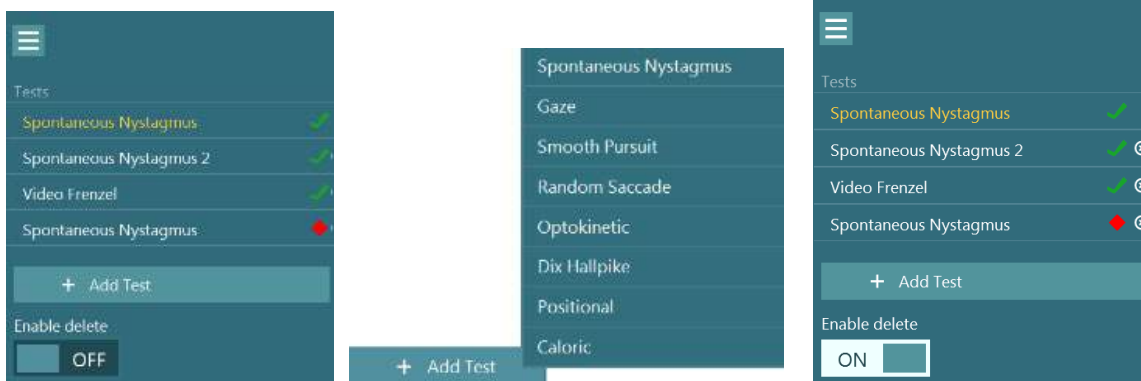 Tests
Spontaneous Nystagmus
Spontaneous Nystagmus 2
Video Frenzel
Spontaneous Nystagmus
+ Add Test
Enable delete
OFF
Spontaneous Nystagmus
Gaze
Smooth Pursuit
Random Saccade
Optokinetic
Dix Hallpike
Positional
Caloric
+ Add Test
Tests
Spontaneous Nystagmus
Spontaneous Nystagmus 2
Video Frenzel
Spontaneous Nystagmus
+ Add Test
Enable delete
ON